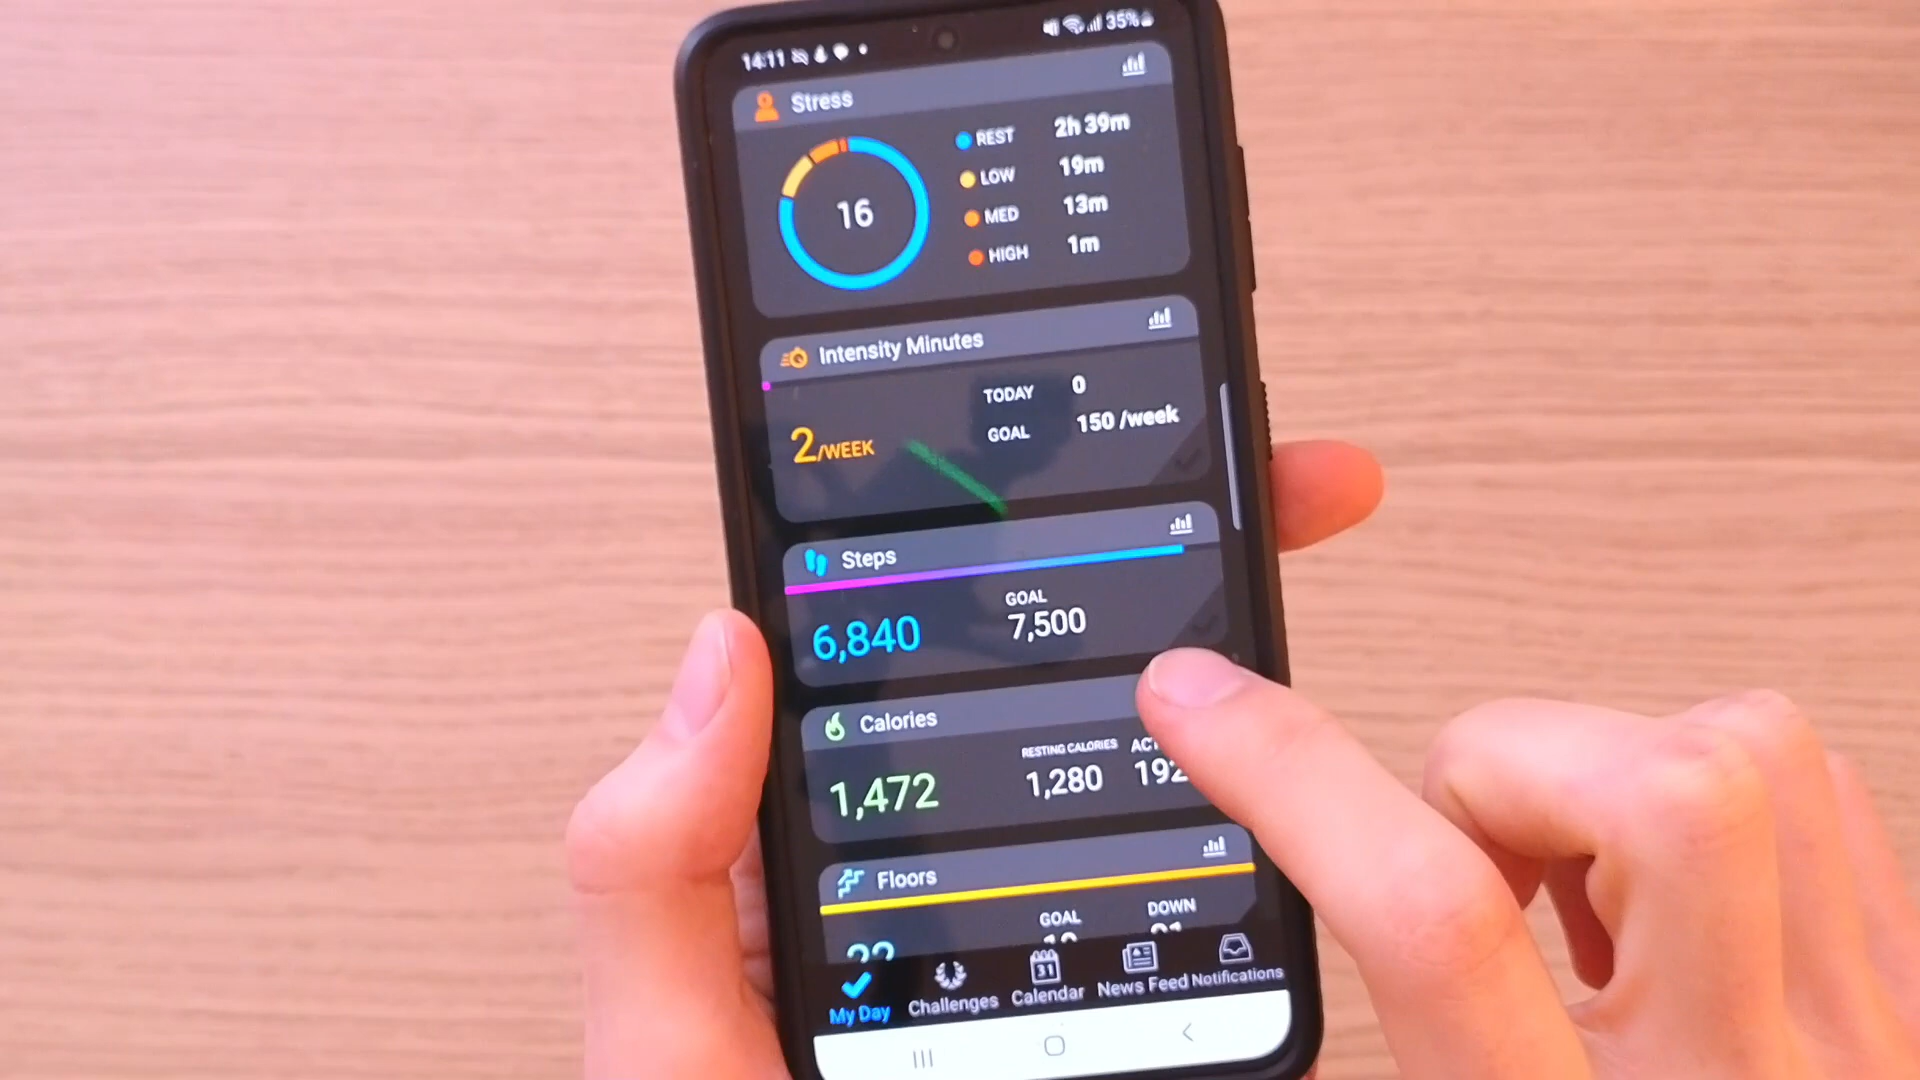 14:11 35%
Stress
16
REST 2h 39m
LOW 19m
MED 13m
HIGH 1m
Intensity Minutes
TODAY 0
2/WEEK GOAL 150 /week
Steps
6,840 GOAL 7,500
Calories
1,472 RESTING CALORIES 1,280 192
Floors
GOAL DOWN
31
My Day Challenges Calendar News Feed Notifications